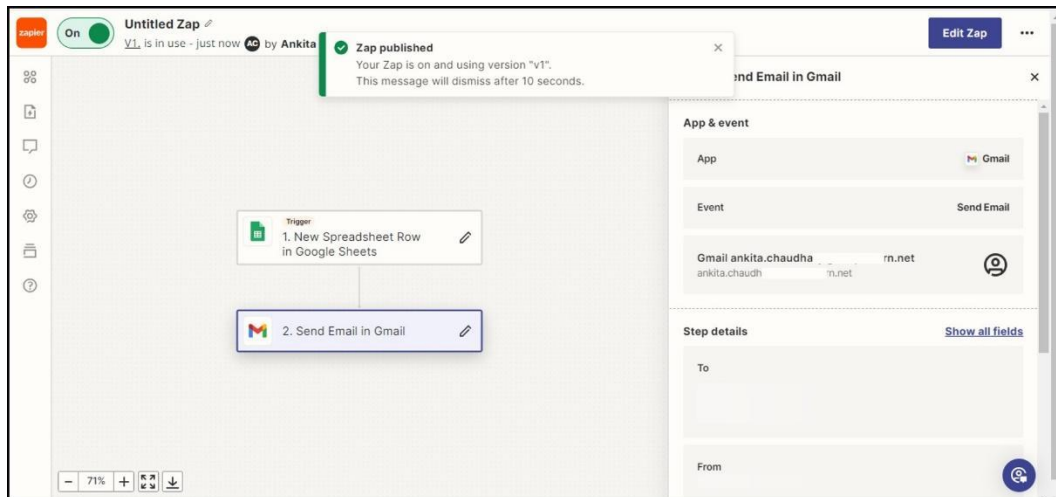 zapier
On
Untitled Zap
V1. is in use - just now AC by Ankita
Zap published
Your Zap is on and using version "v1".
This message will dismiss after 10 seconds.
Edit Zap
end Email in Gmail
App & event
App
Gmail
Event
Send Email
Gmail ankita.chaudha rn.net
ankita.chaudh n.net
Step details
Show all fields
To
From
Trigger
1. New Spreadsheet Row
in Google Sheets
2. Send Email in Gmail
71%